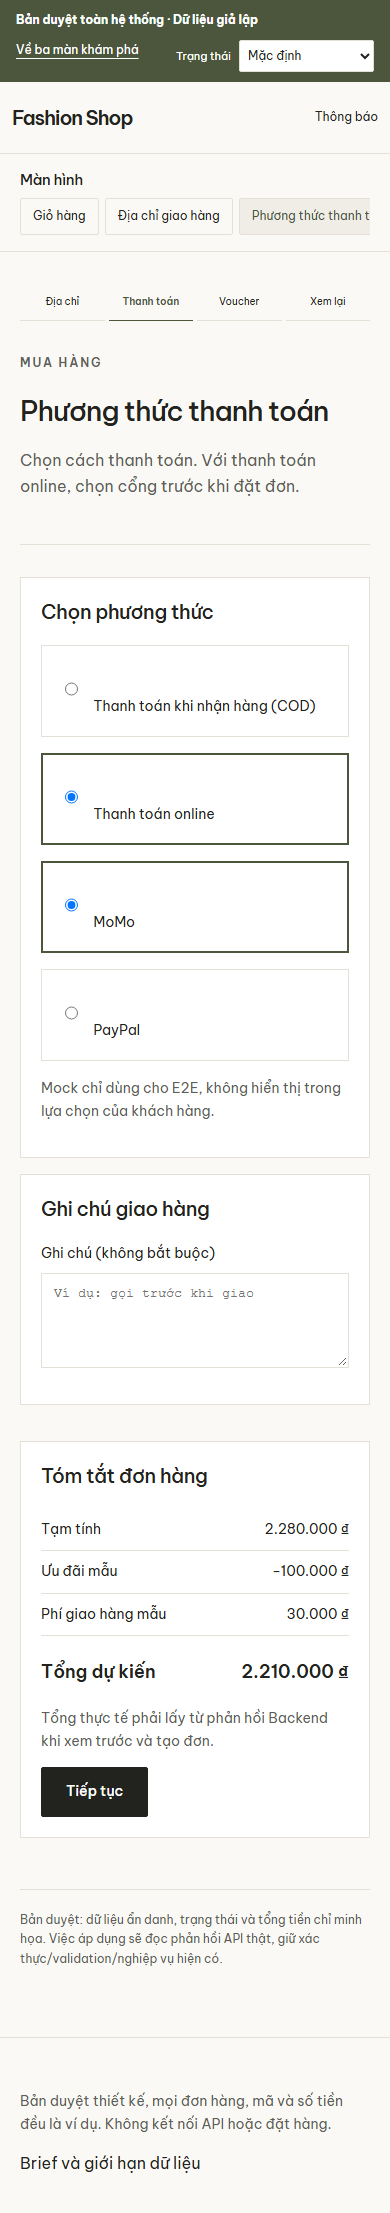 Bản duyệt toàn hệ thống · Dữ liệu giả lập
Về ba màn khám phá
Trạng thái
Mặc định
Fashion Shop
Thông báo
Màn hình
Giỏ hàng
Địa chỉ giao hàng
Phương thức thanh t
Địa chỉ
Thanh toán
Voucher
Xem lại
MUA HÀNG
Phương thức thanh toán
Chọn cách thanh toán. Với thanh toán
online, chọn cổng trước khi đặt đơn.
Chọn phương thức
Thanh toán khi nhận hàng (COD)
Thanh toán online
MoMo
PayPal
Mock chỉ dùng cho E2E, không hiển thị trong
lựa chọn của khách hàng.
Ghi chú giao hàng
Ghi chú (không bắt buộc)
Ví dụ: gọi trước khi giao
Tóm tắt đơn hàng
Tạm tính 2.280.000 ₫
Ưu đãi mẫu -100.000 ₫
Phí giao hàng mẫu 30.000 ₫
Tổng dự kiến 2.210.000 ₫
Tổng thực tế phải lấy từ phản hồi Backend
khi xem trước và tạo đơn.
Tiếp tục
Bản duyệt: dữ liệu ẩn danh, trạng thái và tổng tiền chỉ minh
họa. Việc áp dụng sẽ đọc phản hồi API thật, giữ xác
thực/validation/nghiệp vụ hiện có.
Bản duyệt thiết kế, mọi đơn hàng, mã và số tiền
đều là ví dụ. Không kết nối API hoặc đặt hàng.
Brief và giới hạn dữ liệu